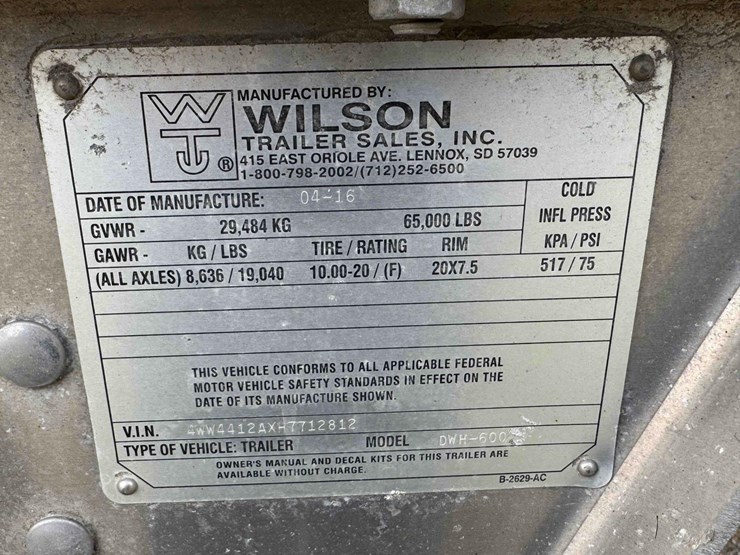 WT
®
MANUFACTURED BY:
WILSON
TRAILER SALES, INC.
415 EAST ORIOLE AVE. LENNOX, SD 57039
1-800-798-2002/(712)252-6500
DATE OF MANUFACTURE: 04-16
GVWR - 29,484 KG 65,000 LBS
COLD
INFL PRESS
KPA / PSI
GAWR - KG / LBS TIRE / RATING RIM
(ALL AXLES) 8,636 / 19,040 10.00-20 / (F) 20X7.5 517 / 75
THIS VEHICLE CONFORMS TO ALL APPLICABLE FEDERAL
MOTOR VEHICLE SAFETY STANDARDS IN EFFECT ON THE
DATE OF ITS MANUFACTURE SHOWN.
V.I.N. 4WW4412AXH7712812
TYPE OF VEHICLE: TRAILER MODEL
OWNER'S MANUAL AND DECAL KITS FOR THIS TRAILER ARE
AVAILABLE WITHOUT CHARGE.
B-2629-AC